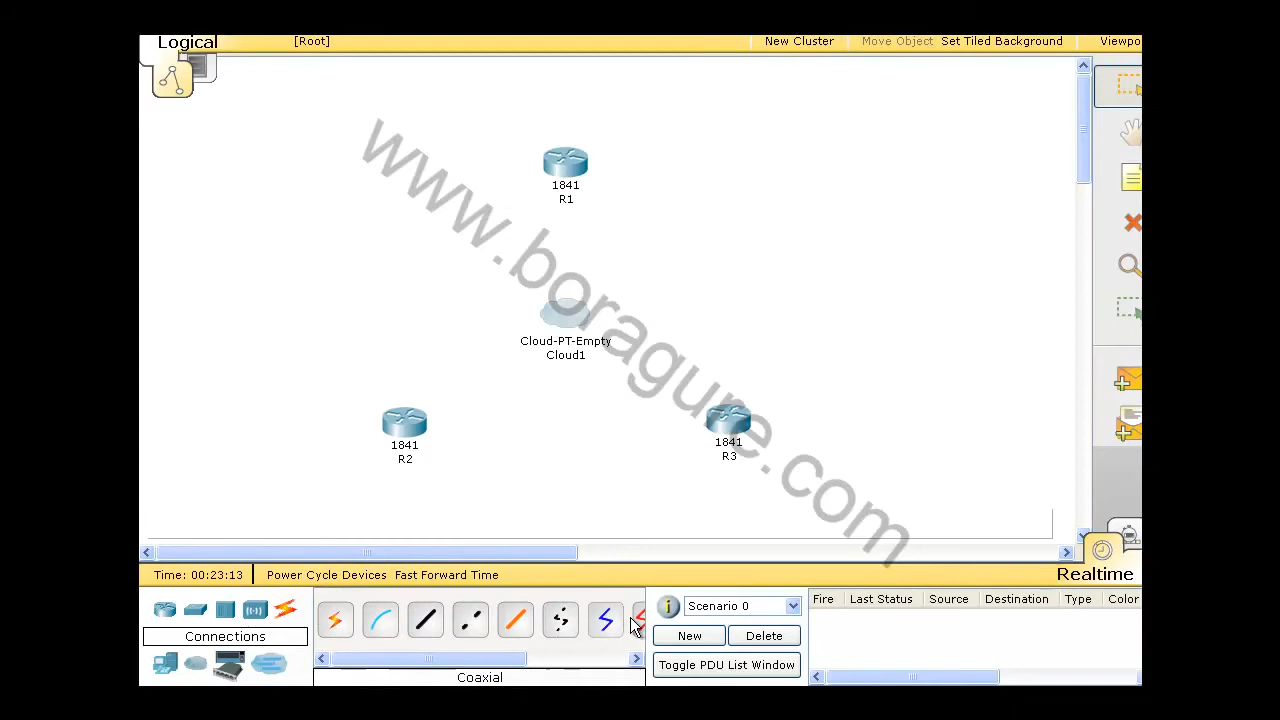 Logical
[Root]
New Cluster
Move Object
Set Tiled Background
Viewpo
www.boragure.com
1841
R1
Cloud-PT-Empty
Cloud1
1841
R2
1841
R3
Time: 00:23:13
Power Cycle Devices
Fast Forward Time
Realtime
Connections
Coaxial
Scenario 0
New
Delete
Toggle PDU List Window
Fire
Last Status
Source
Destination
Type
Color